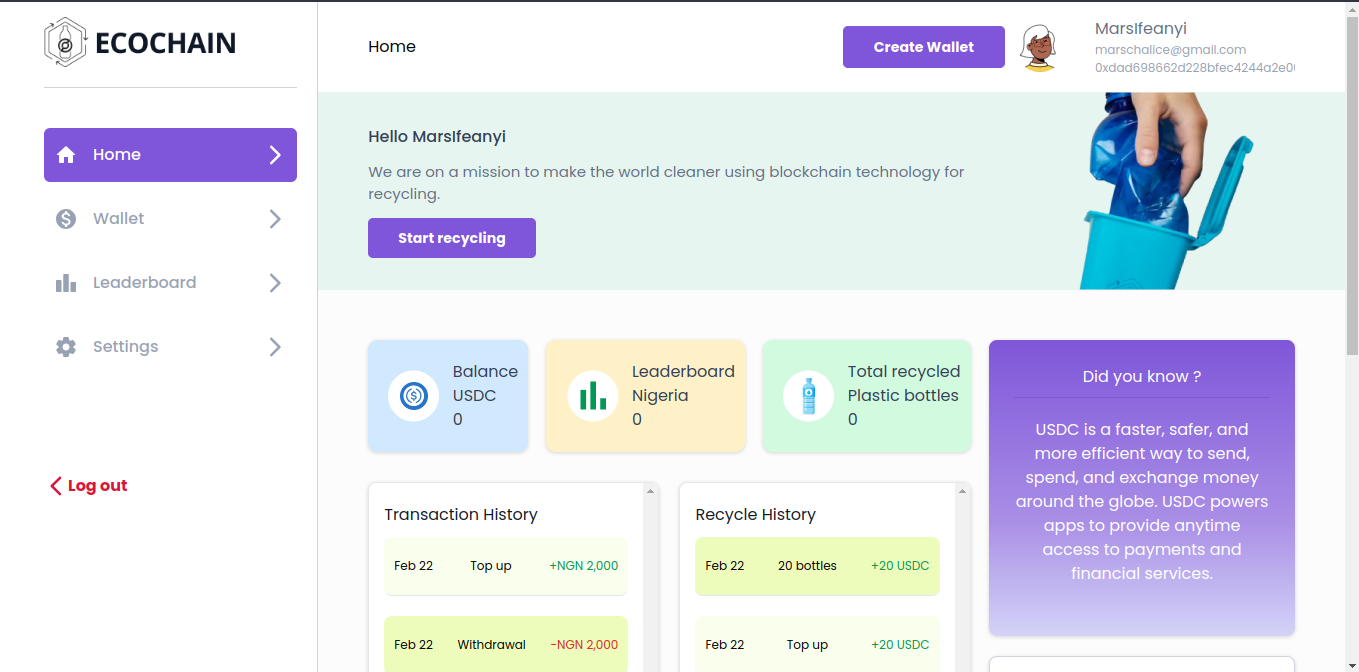 ECOCHAIN
Home
Wallet
Leaderboard
Settings
Log out
Home
Create Wallet
MarsIfeanyi
marschalice@gmail.com
0xdad698662d228bfec4244a2e0
Hello MarsIfeanyi
We are on a mission to make the world cleaner using blockchain technology for
recycling.
Start recycling
Balance
USDC
0
Leaderboard
Nigeria
0
Total recycled
Plastic bottles
0
Did you know ?
USDC is a faster, safer, and
more efficient way to send,
spend, and exchange money
around the globe. USDC powers
apps to provide anytime
access to payments and
financial services.
Transaction History
Feb 22 Top up +NGN 2,000
Feb 22 Withdrawal -NGN 2,000
Recycle History
Feb 22 20 bottles +20 USDC
Feb 22 Top up +20 USDC